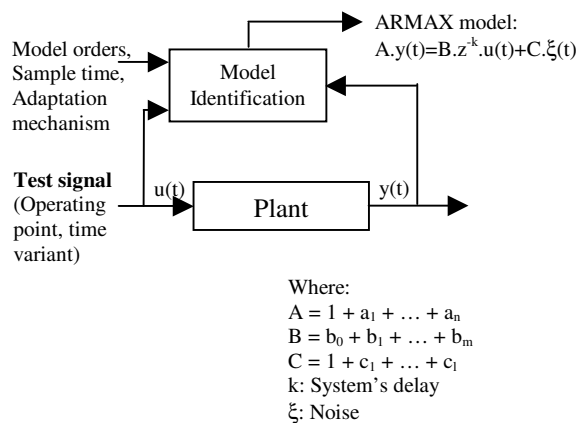 ARMAX model:
A.y(t)=B.z⁻ᵏ.u(t)+C.ξ(t)
Model orders,
Sample time,
Adaptation
mechanism
Model
Identification
Test signal
(Operating
point, time
variant)
u(t)
Plant
y(t)
Where:
A = 1 + a₁ + … + aₙ
B = b₀ + b₁ + … + bₘ
C = 1 + c₁ + … + cₗ
k: System's delay
ξ: Noise